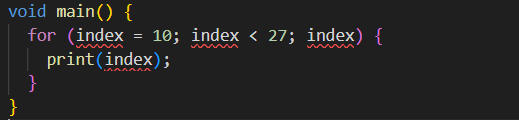 void main() {
for (index = 10; index < 27; index) {
print(index);
}
}